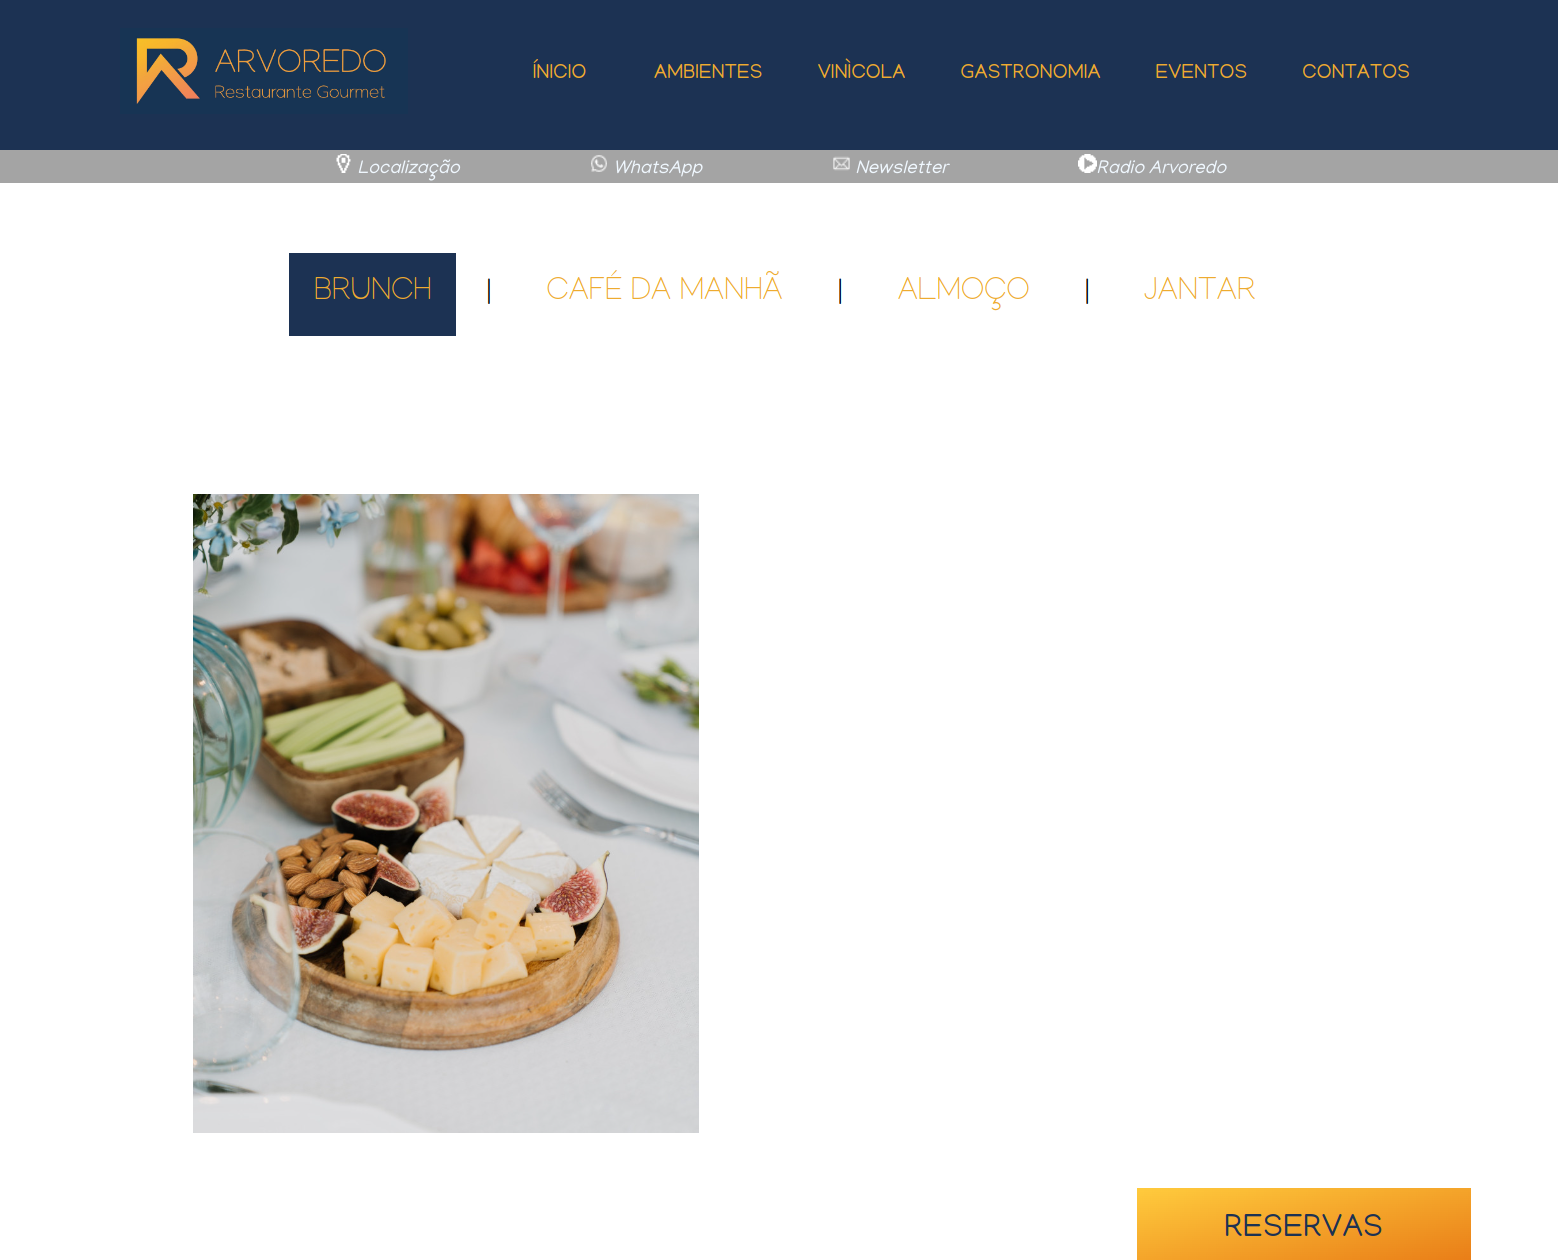 ARVOREDO
Restaurante Gourmet
ÍNICIO AMBIENTES VINÌCOLA GASTRONOMIA EVENTOS CONTATOS
Localização WhatsApp Newsletter Radio Arvoredo
BRUNCH | CAFÉ DA MANHÃ | ALMOÇO | JANTAR
RESERVAS